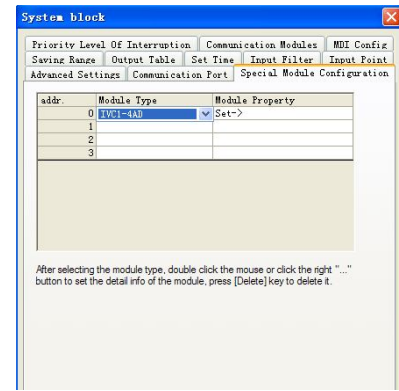 System block
Priority Level Of Interruption Communication Modules MDI Config
Saving Range Output Table Set Time Input Filter Input Point
Advanced Settings Communication Port Special Module Configuration
addr. Module Type Module Property
0 IVC1-4AD Set->
1
2
3
After selecting the module type, double click the mouse or click the right "..."
button to set the detail info of the module, press [Delete] key to delete it.